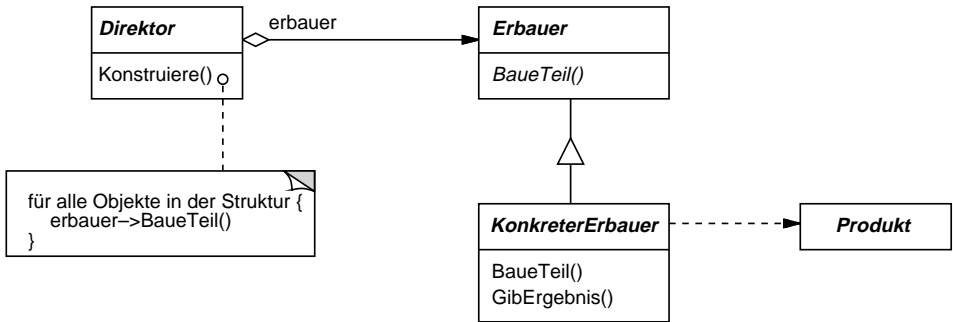 Direktor
erbauer
Erbauer
Konstruiere()
BaueTeil()
für alle Objekte in der Struktur {
erbauer–>BaueTeil()
}
KonkreterErbauer
Produkt
BaueTeil()
GibErgebnis()